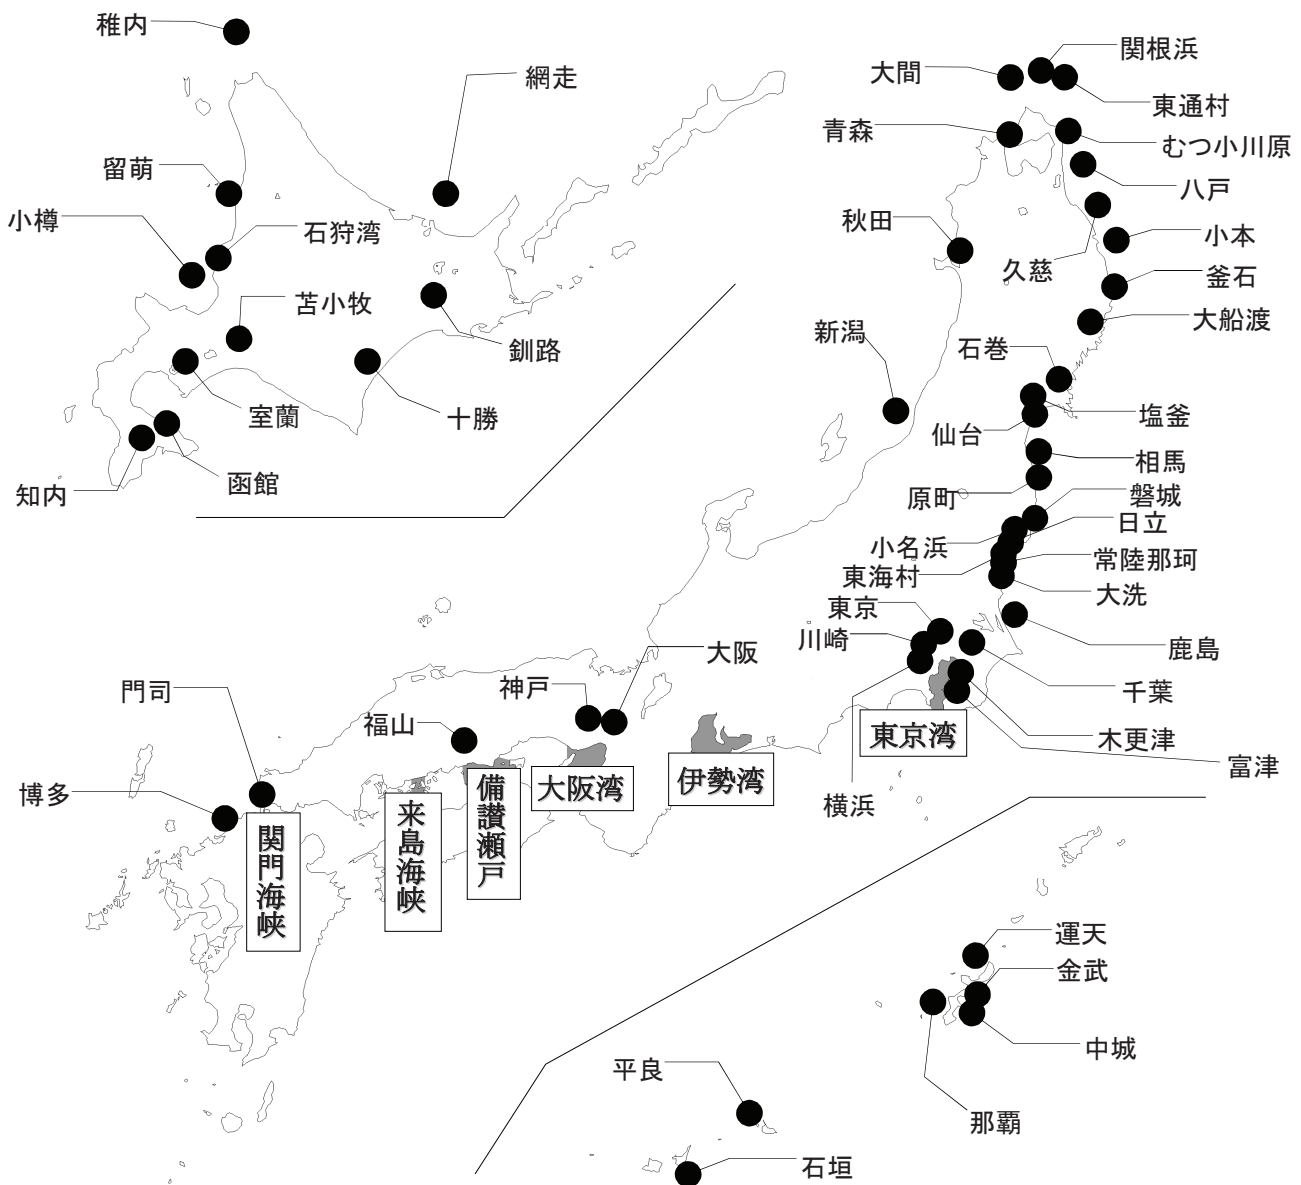 稚内
網走
留萌
小樽
石狩湾
苫小牧
釧路
室蘭
十勝
函館
知内
関根浜
大間
東通村
青森
むつ小川原
八戸
秋田
小本
久慈
釜石
大船渡
新潟
石巻
塩釜
仙台
相馬
原町
磐城
日立
小名浜
常陸那珂
東海村
大洗
東京
川崎
鹿島
千葉
木更津
富津
横浜
東京湾
大阪
神戸
門司
福山
博多
伊勢湾
大阪湾
備讃瀬戸
来島海峡
関門海峡
運天
金武
中城
那覇
平良
石垣